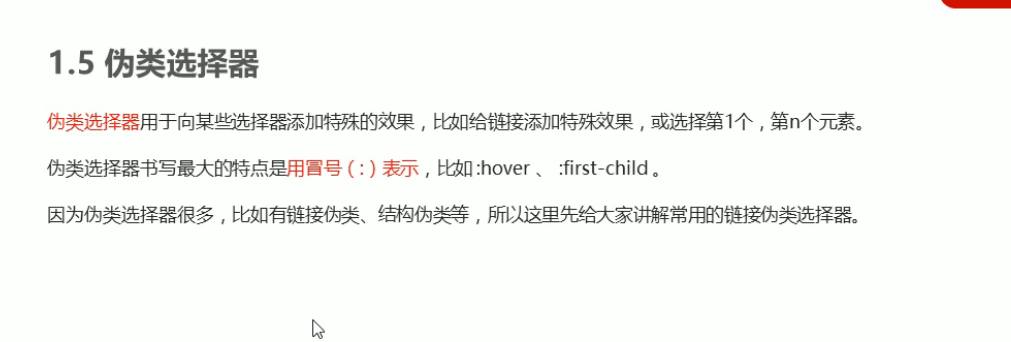 1.5 伪类选择器
伪类选择器用于向某些选择器添加特殊的效果，比如给链接添加特殊效果，或选择第1个，第n个元素。
伪类选择器书写最大的特点是用冒号（:）表示，比如:hover 、 :first-child 。
因为伪类选择器很多，比如有链接伪类、结构伪类等，所以这里先给大家讲解常用的链接伪类选择器。